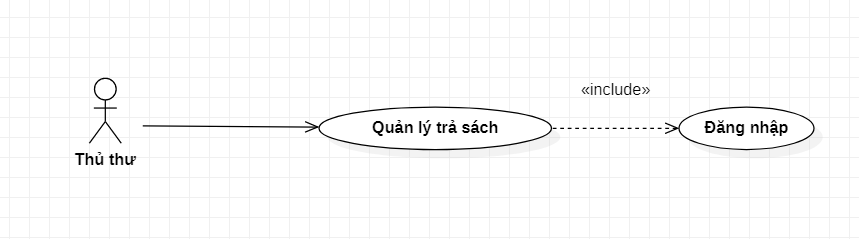 «include»
Quản lý trả sách
Đăng nhập
Thủ thư